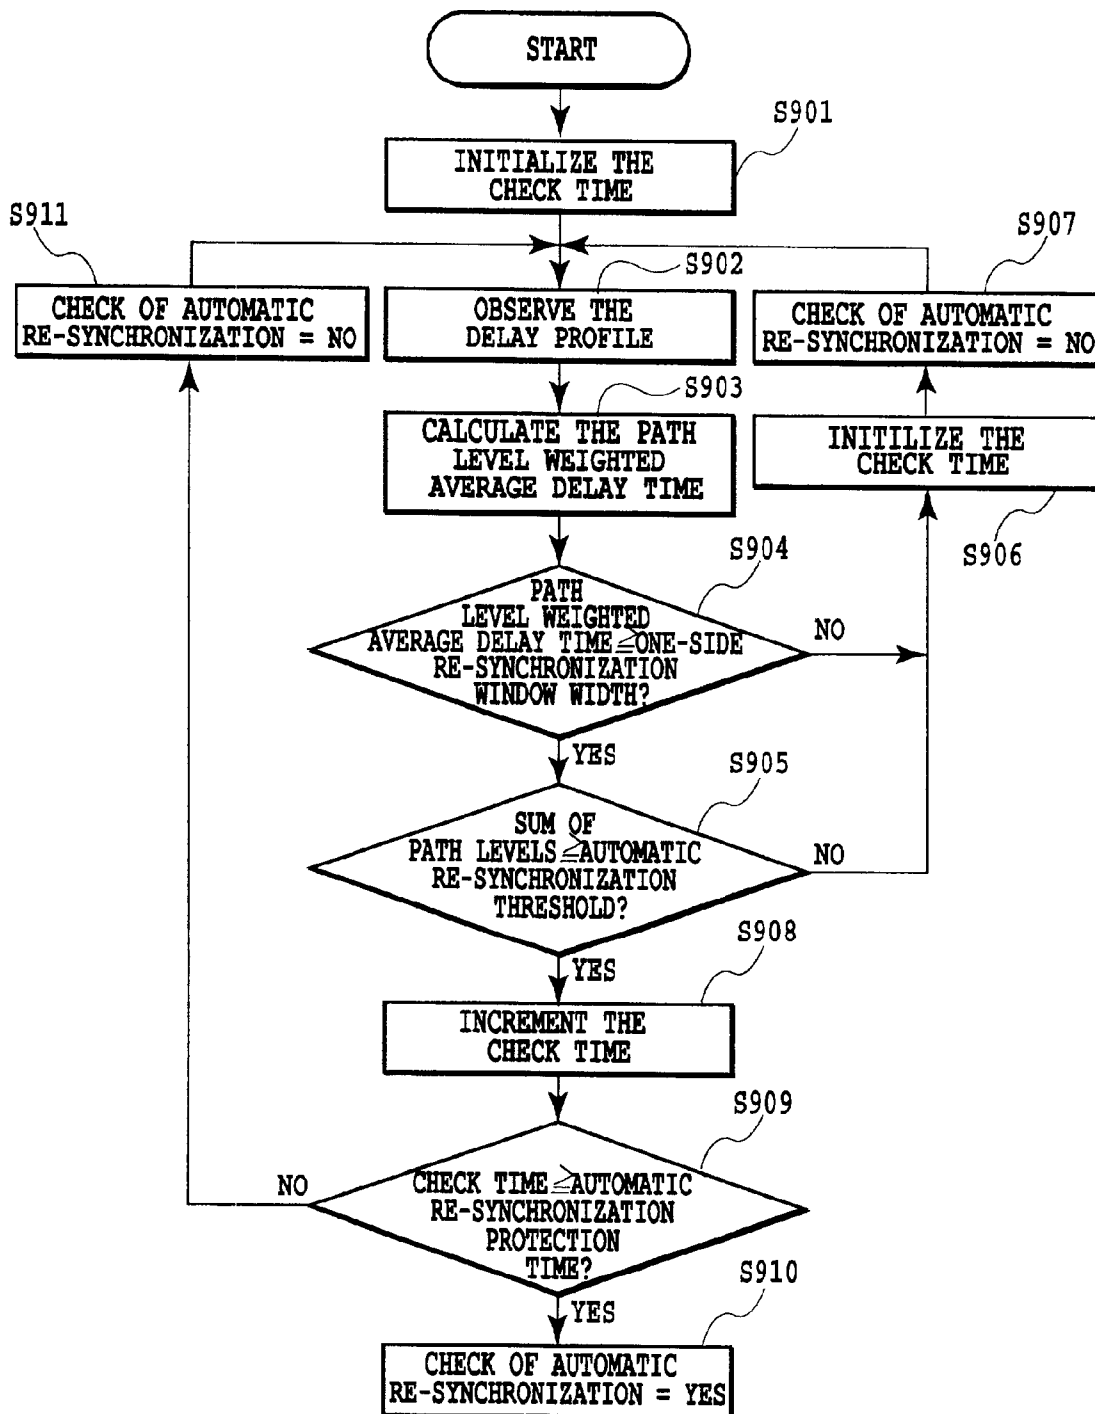 START
S901
INITIALIZE THE
CHECK TIME
S911
S907
S902
CHECK OF AUTOMATIC
RE-SYNCHRONIZATION = NO
OBSERVE THE
DELAY PROFILE
CHECK OF AUTOMATIC
RE-SYNCHRONIZATION = NO
S903
CALCULATE THE PATH
LEVEL WEIGHTED
AVERAGE DELAY TIME
INITILIZE THE
CHECK TIME
S904
S906
PATH
LEVEL WEIGHTED
AVERAGE DELAY TIME ≧ ONE-SIDE
RE-SYNCHRONIZATION
WINDOW WIDTH?
NO
YES
S905
SUM OF
PATH LEVELS ≧ AUTOMATIC
RE-SYNCHRONIZATION
THRESHOLD?
NO
YES
S908
INCREMENT THE
CHECK TIME
S909
CHECK TIME ≧ AUTOMATIC
RE-SYNCHRONIZATION
PROTECTION
TIME?
NO
YES
S910
CHECK OF AUTOMATIC
RE-SYNCHRONIZATION = YES